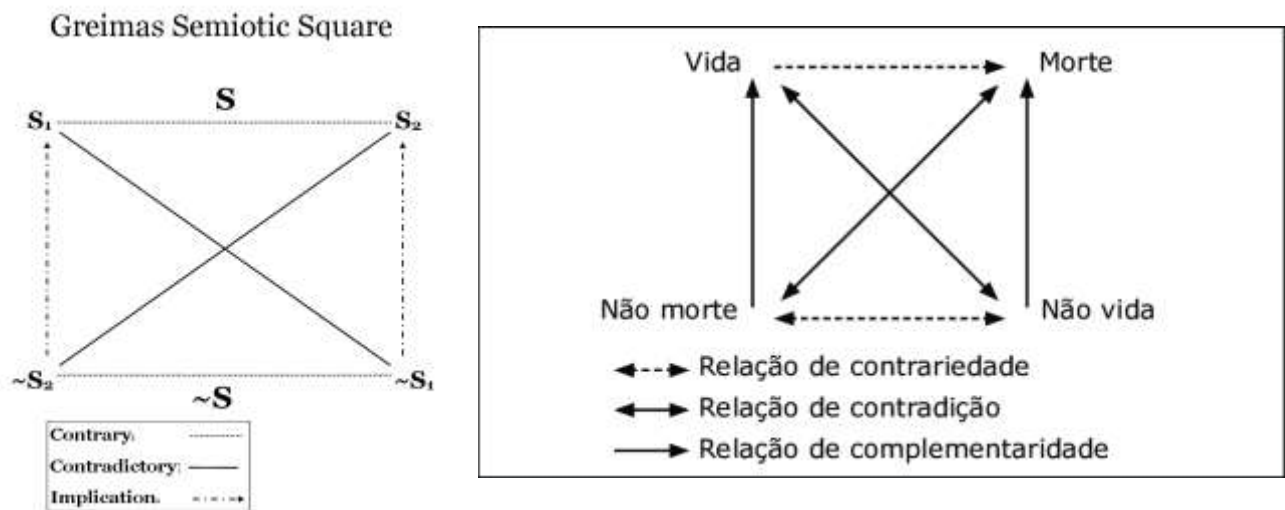 Greimas Semiotic Square
S
S₁ S₂
~S₂ ~S₁
~S
Contrary:
Contradictory:
Implication:
Vida Morte
Não morte Não vida
Relação de contrariedade
Relação de contradição
Relação de complementaridade